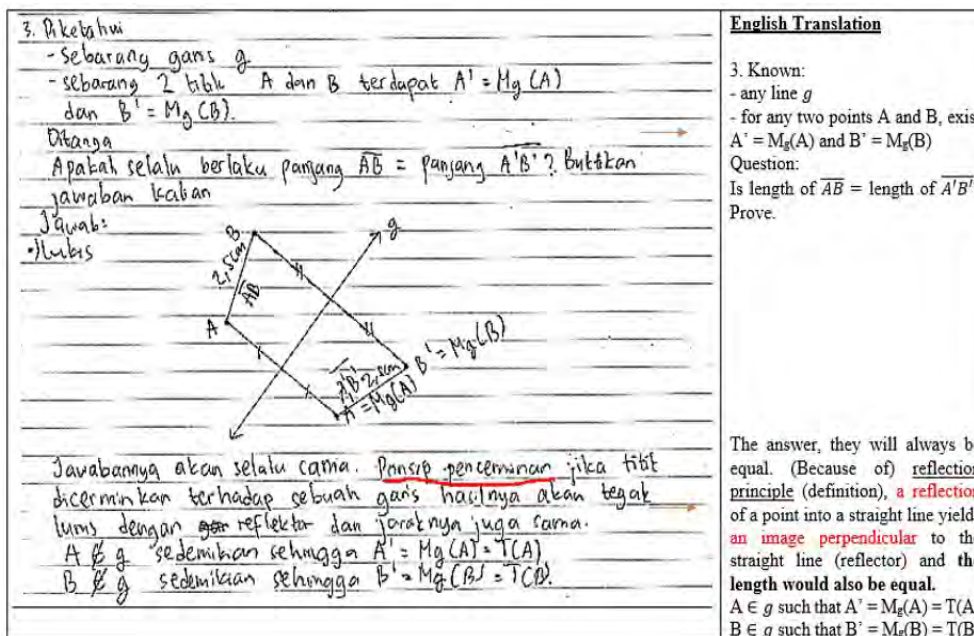 3. Diketahui
- Sebarang garis g
- sebarang 2 titik A dan B terdapat A' = Mg(A)
dan B' = Mg(B).
Ditanya
Apakah selalu berlaku panjang A̅B̅ = panjang A̅'B̅'? Buktikan
jawaban kalian
Jawab:
B
g
2,5cm
AB
A
B' = Mg(B)
A'B' 2,5cm
A' = Mg(A)
Jawabannya akan selalu cama. Prinsip pencerminan jika titit
dicerminkan terhadap sebuah garis hasilnya akan tegak
lurus dengan reflektor dan jaraknya juga sama.
A ∉ g sedemikian sehingga A' = Mg(A) = T(A)
B ∉ g sedemikian sehingga B' = Mg(B) = T(B).
English Translation
3. Known:
- any line g
- for any two points A and B, exis
A' = Mg(A) and B' = Mg(B)
Question:
Is length of AB = length of A'B'
Prove.
The answer, they will always b
equal. (Because of) reflection
principle (definition), a reflection
of a point into a straight line yield
an image perpendicular to the
straight line (reflector) and th
length would also be equal.
A ∈ g such that A' = Mg(A) = T(A
B ∈ g such that B' = Mg(B) = T(B